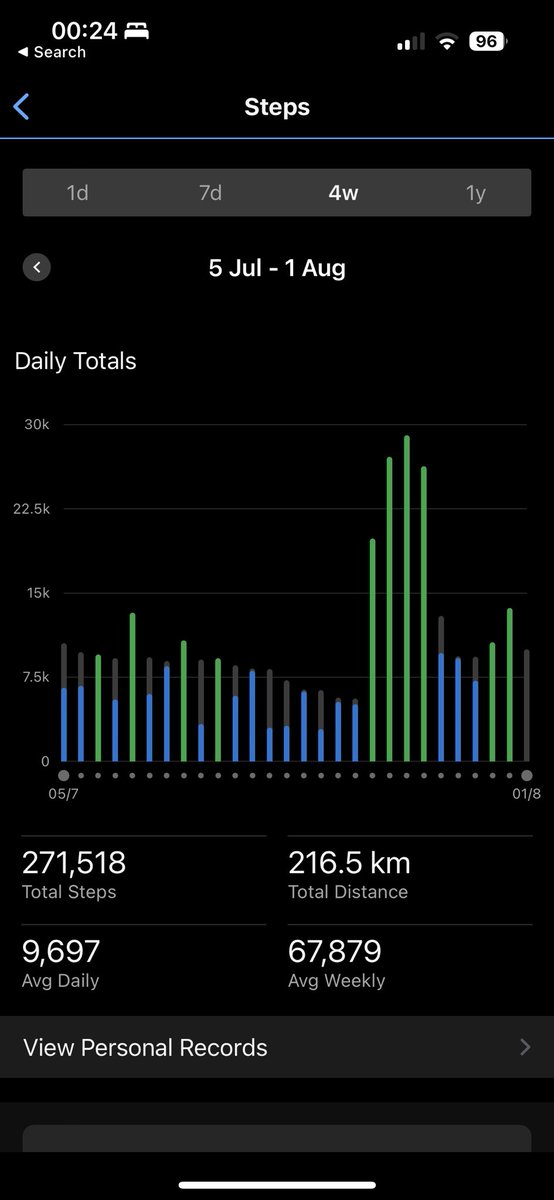 00:24
96
◀ Search
Steps
1d 7d 4w 1y
5 Jul - 1 Aug
Daily Totals
30k
22.5k
15k
7.5k
0
05/7 01/8
271,518 216.5 km
Total Steps Total Distance
9,697 67,879
Avg Daily Avg Weekly
View Personal Records